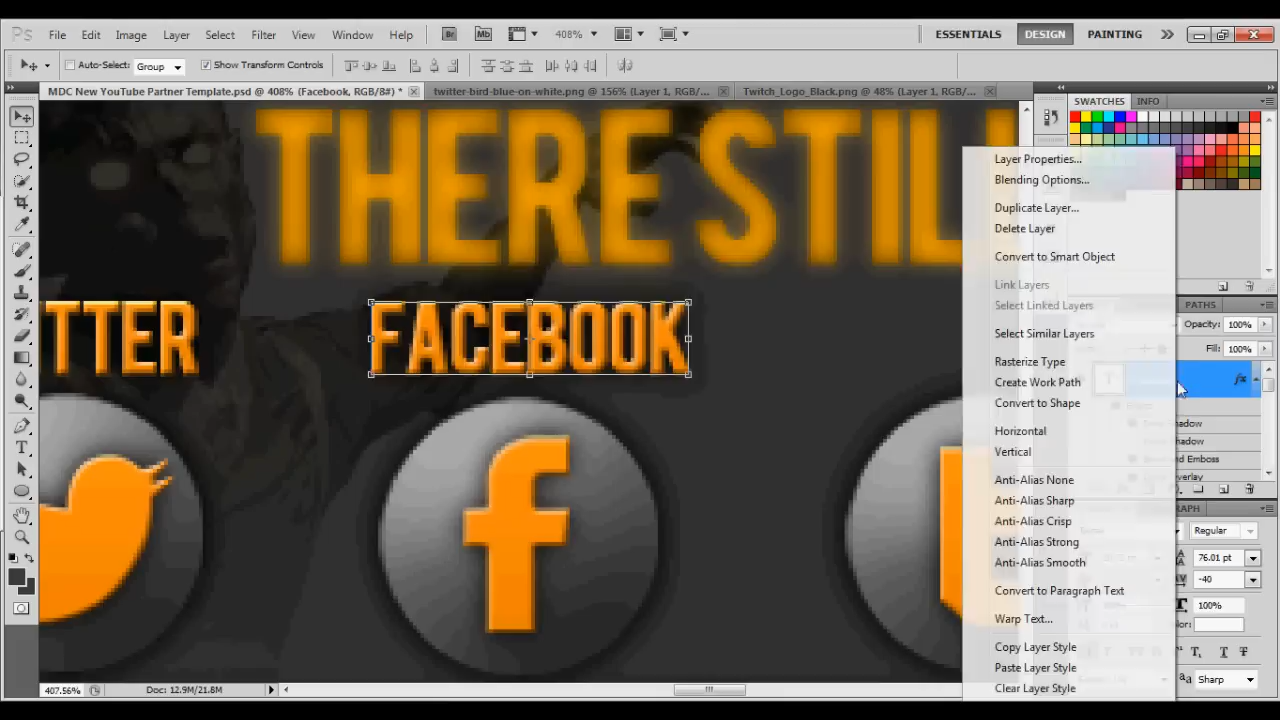 Ps File Edit Image Layer Select Filter View Window Help Br Mb 408% ESSENTIALS DESIGN PAINTING
Auto-Select: Group Show Transform Controls
MDC New YouTube Partner Template.psd @ 408% (Facebook, RGB/8#) * twitter-bird-blue-on-white.png @ 156% (Layer 1, RGB/... Twitch_Logo_Black.png @ 48% (Layer 1, RGB/...
SWATCHES INFO
THERE STILL
TTER FACEBOOK
Layer Properties...
Blending Options...
Duplicate Layer...
Delete Layer
Convert to Smart Object
Link Layers
Select Linked Layers
Select Similar Layers
Rasterize Type
Create Work Path
Convert to Shape
Horizontal
Vertical
Anti-Alias None
Anti-Alias Sharp
Anti-Alias Crisp
Anti-Alias Strong
Anti-Alias Smooth
Convert to Paragraph Text
Warp Text...
Copy Layer Style
Paste Layer Style
Clear Layer Style
PATHS
Opacity: 100%
Fill: 100%
fx
Regular
76.01 pt
-40
100%
T T
Sharp
407.56% Doc: 12.9M/21.8M